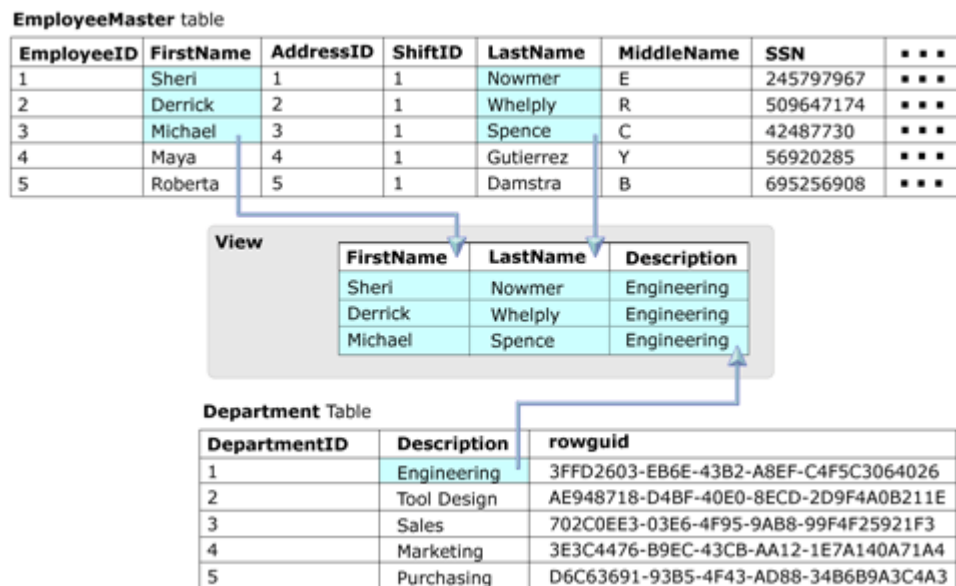 EmployeeMaster table
EmployeeID FirstName AddressID ShiftID LastName MiddleName SSN ▪ ▪ ▪
1 Sheri 1 1 Nowmer E 245797967 ▪ ▪ ▪
2 Derrick 2 1 Whelply R 509647174 ▪ ▪ ▪
3 Michael 3 1 Spence C 42487730 ▪ ▪ ▪
4 Maya 4 1 Gutierrez Y 56920285 ▪ ▪ ▪
5 Roberta 5 1 Damstra B 695256908 ▪ ▪ ▪
View
FirstName LastName Description
Sheri Nowmer Engineering
Derrick Whelply Engineering
Michael Spence Engineering
Department Table
DepartmentID Description rowguid
1 Engineering 3FFD2603-EB6E-43B2-A8EF-C4F5C3064026
2 Tool Design AE948718-D4BF-40E0-8ECD-2D9F4A0B211E
3 Sales 702C0EE3-03E6-4F95-9AB8-99F4F25921F3
4 Marketing 3E3C4476-B9EC-43CB-AA12-1E7A140A71A4
5 Purchasing D6C63691-93B5-4F43-AD88-34B6B9A3C4A3